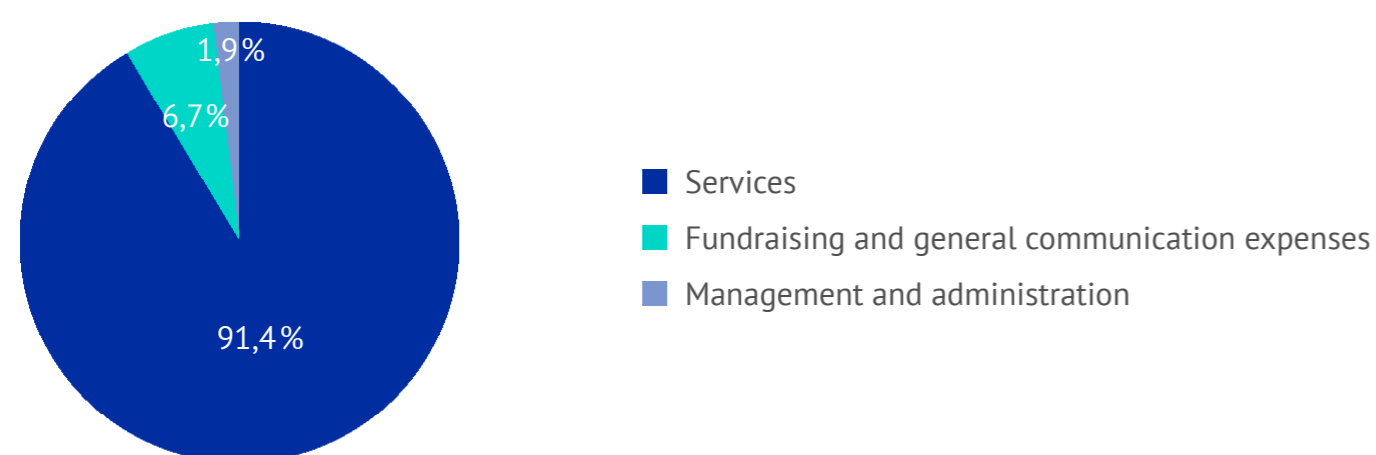 1,9%
6,7%
91,4%
Services
Fundraising and general communication expenses
Management and administration